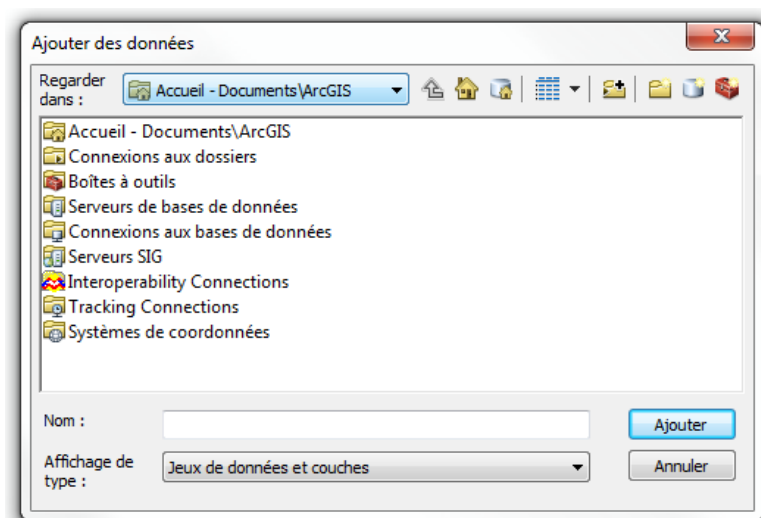 Ajouter des données
Regarder
dans :
Accueil - Documents\ArcGIS
Accueil - Documents\ArcGIS
Connexions aux dossiers
Boîtes à outils
Serveurs de bases de données
Connexions aux bases de données
Serveurs SIG
Interoperability Connections
Tracking Connections
Systèmes de coordonnées
Nom :
Ajouter
Affichage de
type :
Jeux de données et couches
Annuler